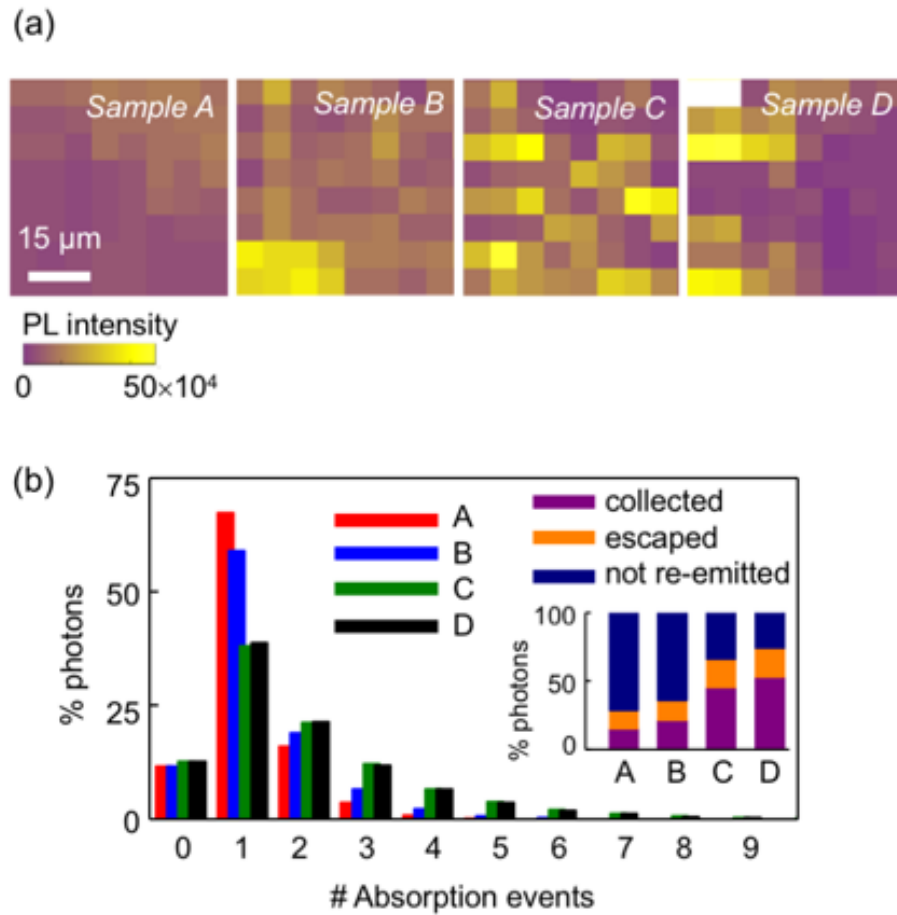 (a)
Sample A
Sample B
Sample C
Sample D
15 µm
PL intensity
0
50×10⁴
(b)
75
50
25
0
% photons
A
B
C
D
collected
escaped
not re-emitted
100
50
0
% photons
A B C D
0 1 2 3 4 5 6 7 8 9
# Absorption events